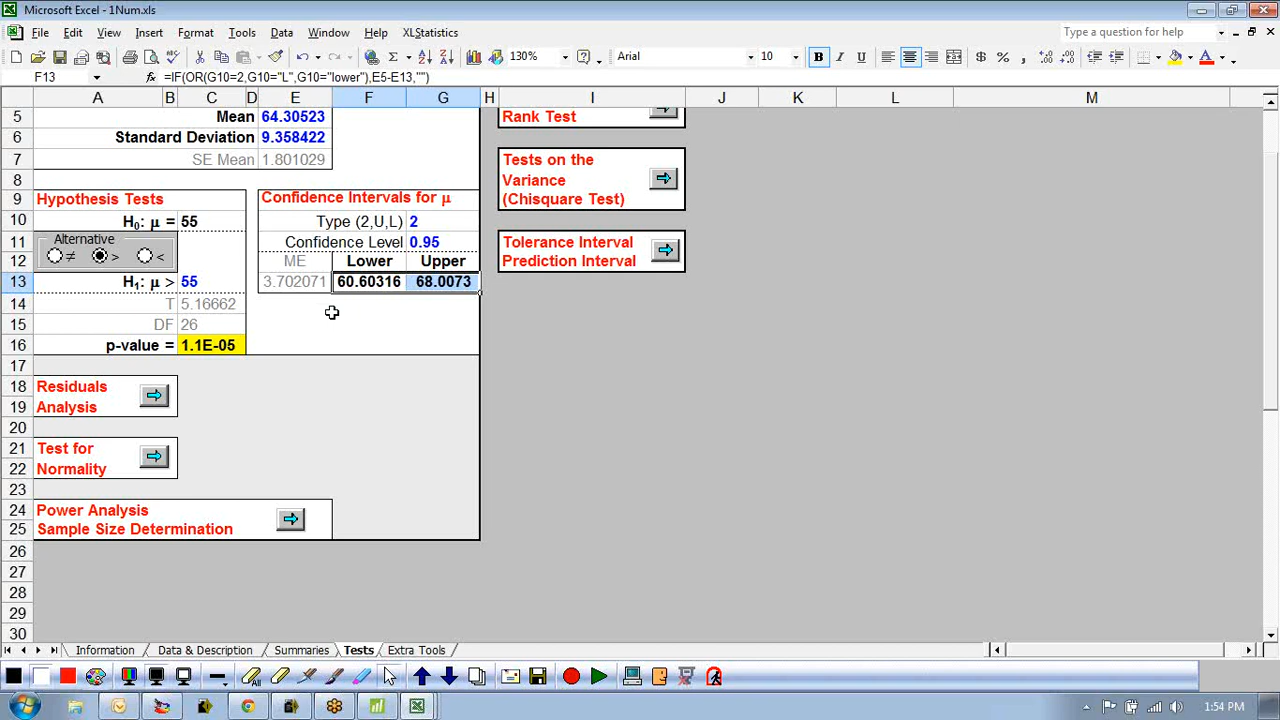 Microsoft Excel - 1Num.xls
File Edit View Insert Format Tools Data Window Help XLStatistics Type a question for help
130% Arial 10 B
F13 fx =IF(OR(G10=2,G10="L",G10="lower"),E5-E13,"")
A B C D E F G H I J K L M
5 Mean 64.30523 Rank Test
6 Standard Deviation 9.358422
7 SE Mean 1.801029 Tests on the
8 Variance
9 Hypothesis Tests Confidence Intervals for μ (Chisquare Test)
10 H0: μ = 55 Type (2,U,L) 2
11 Alternative Confidence Level 0.95 Tolerance Interval
12 ≠ > < ME Lower Upper Prediction Interval
13 H1: μ > 55 3.702071 60.60316 68.0073
14 T 5.16662
15 DF 26
16 p-value = 1.1E-05
17
18 Residuals
19 Analysis
20
21 Test for
22 Normality
23
24 Power Analysis
25 Sample Size Determination
26
27
28
29
30
Information Data & Description Summaries Tests Extra Tools
All
1:54 PM